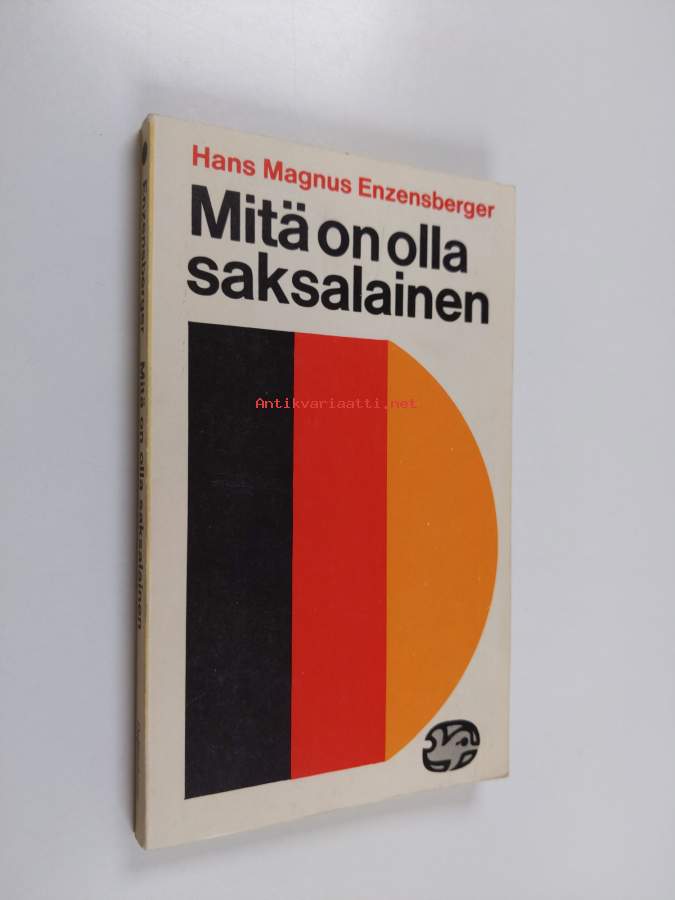 Hans Magnus Enzensberger
Mitä on olla
saksalainen
Antikvariaatti.net
Enzensberger Mitä on olla saksalainen